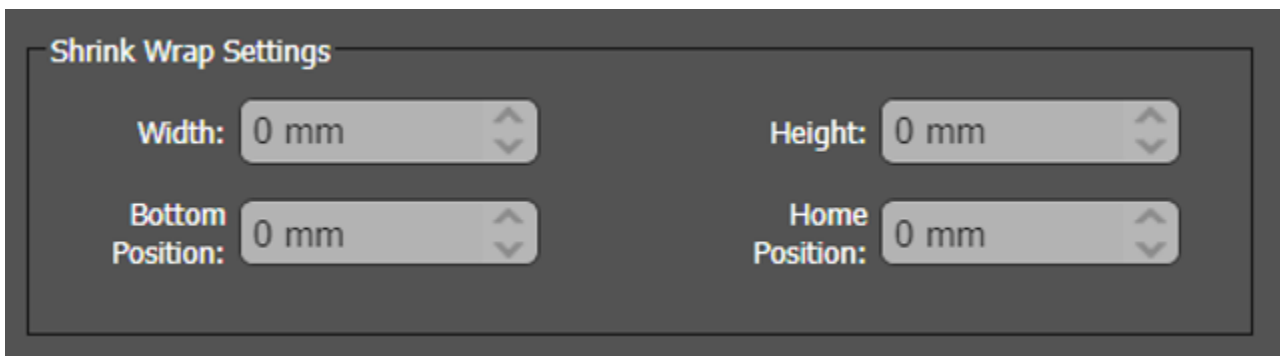 Shrink Wrap Settings
Width: 0 mm Height: 0 mm
Bottom Position: 0 mm Home Position: 0 mm